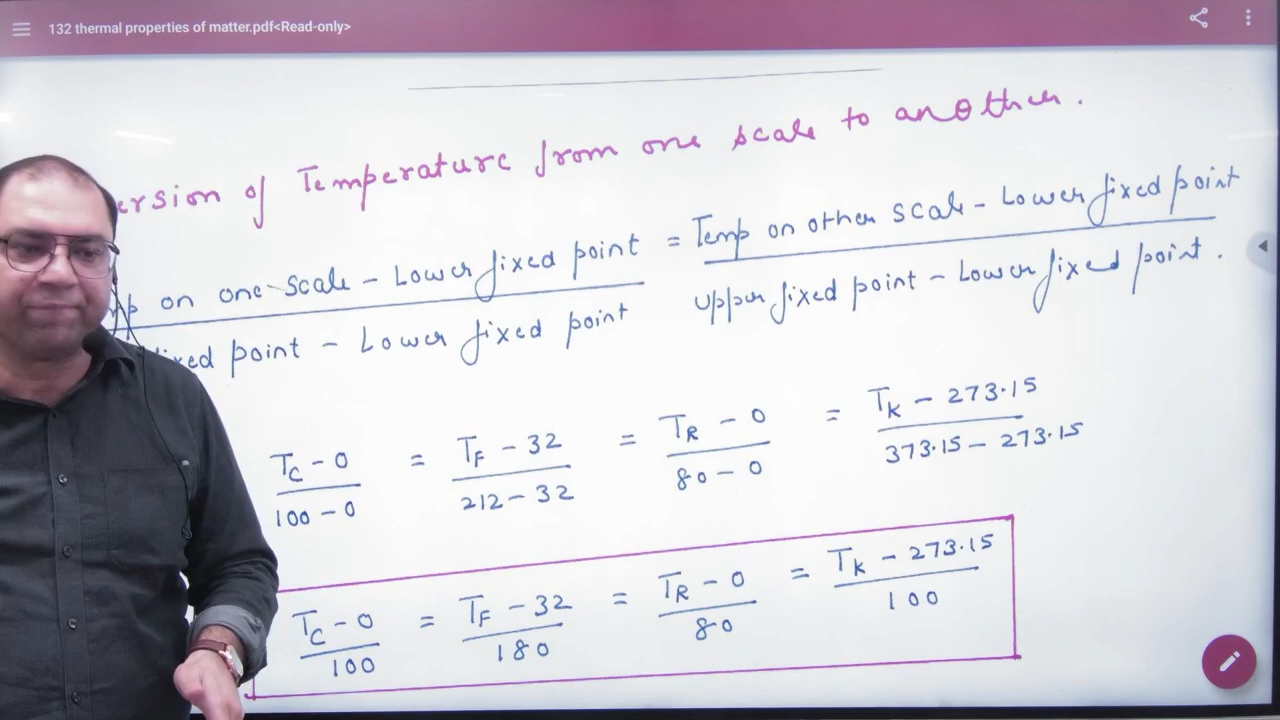 132 thermal properties of matter.pdf<Read-only>
ersion of Temperature from one scale to another.
p on one scale - Lower fixed point = Temp on other scale - Lower fixed point
ixed point - Lower fixed point upper fixed point - Lower fixed point.
T_C - 0 = T_F - 32 = T_R - 0 = T_K - 273.15
100 - 0 212 - 32 80 - 0 373.15 - 273.15
T_C - 0 = T_F - 32 = T_R - 0 = T_K - 273.15
100 180 80 100